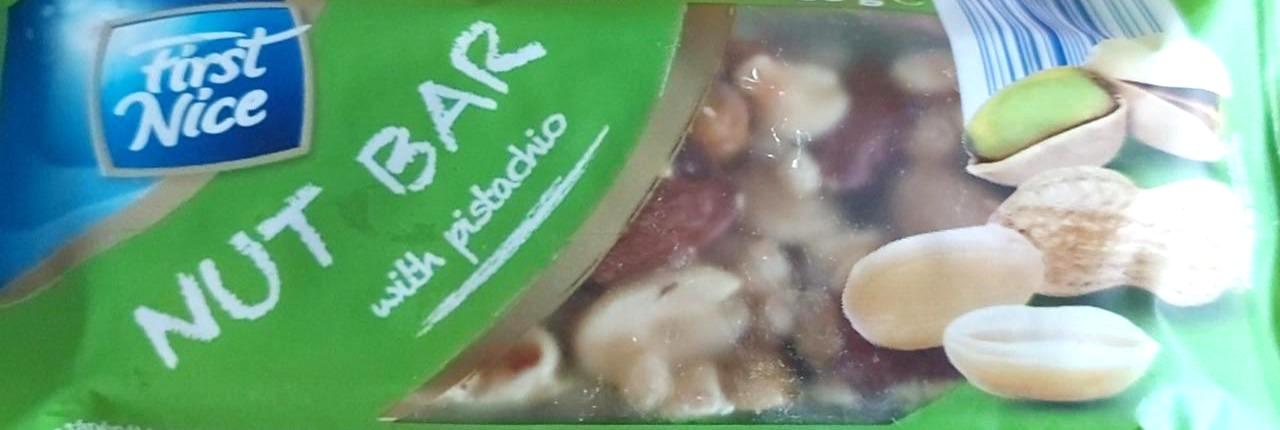 First
Nice
NUT BAR
with pistachio